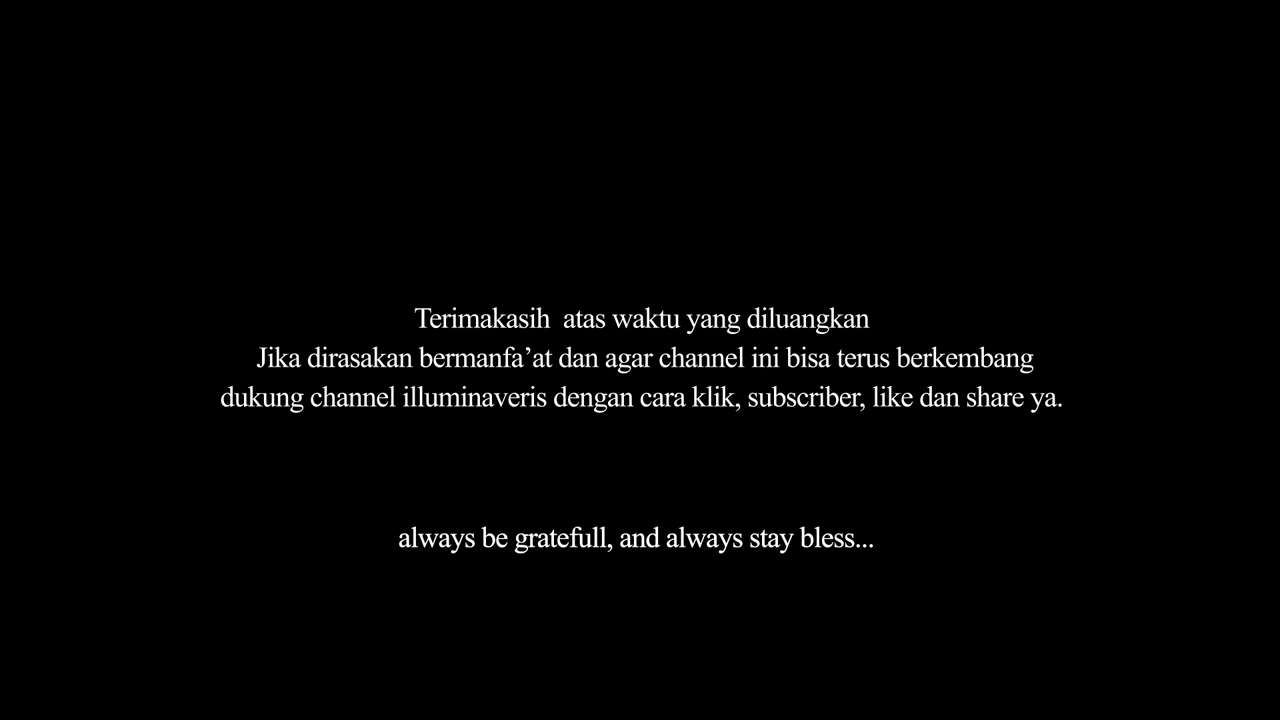 Terimakasih  atas waktu yang diluangkan
Jika dirasakan bermanfa’at dan agar channel ini bisa terus berkembang
dukung channel illuminaveris dengan cara klik, subscriber, like dan share ya.
always be gratefull, and always stay bless...